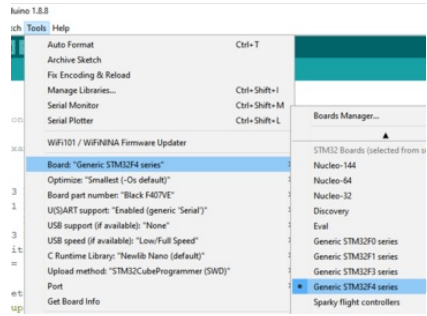 duino 1.8.8
tch Tools Help
Auto Format Ctrl+T
Archive Sketch
Fix Encoding & Reload
Manage Libraries... Ctrl+Shift+I
Serial Monitor Ctrl+Shift+M
Serial Plotter Ctrl+Shift+L
WiFi101 / WiFiNINA Firmware Updater
Board: "Generic STM32F4 series"
Optimize: "Smallest (-Os default)"
Board part number: "Black F407VE"
U(S)ART support: "Enabled (generic 'Serial')"
USB support (if available): "None"
USB speed (if available): "Low/Full Speed"
C Runtime Library: "Newlib Nano (default)"
Upload method: "STM32CubeProgrammer (SWD)"
Port
Get Board Info
Boards Manager...
STM32 Boards (selected from su
Nucleo-144
Nucleo-64
Nucleo-32
Discovery
Eval
Generic STM32F0 series
Generic STM32F1 series
Generic STM32F3 series
Generic STM32F4 series
Sparky flight controllers